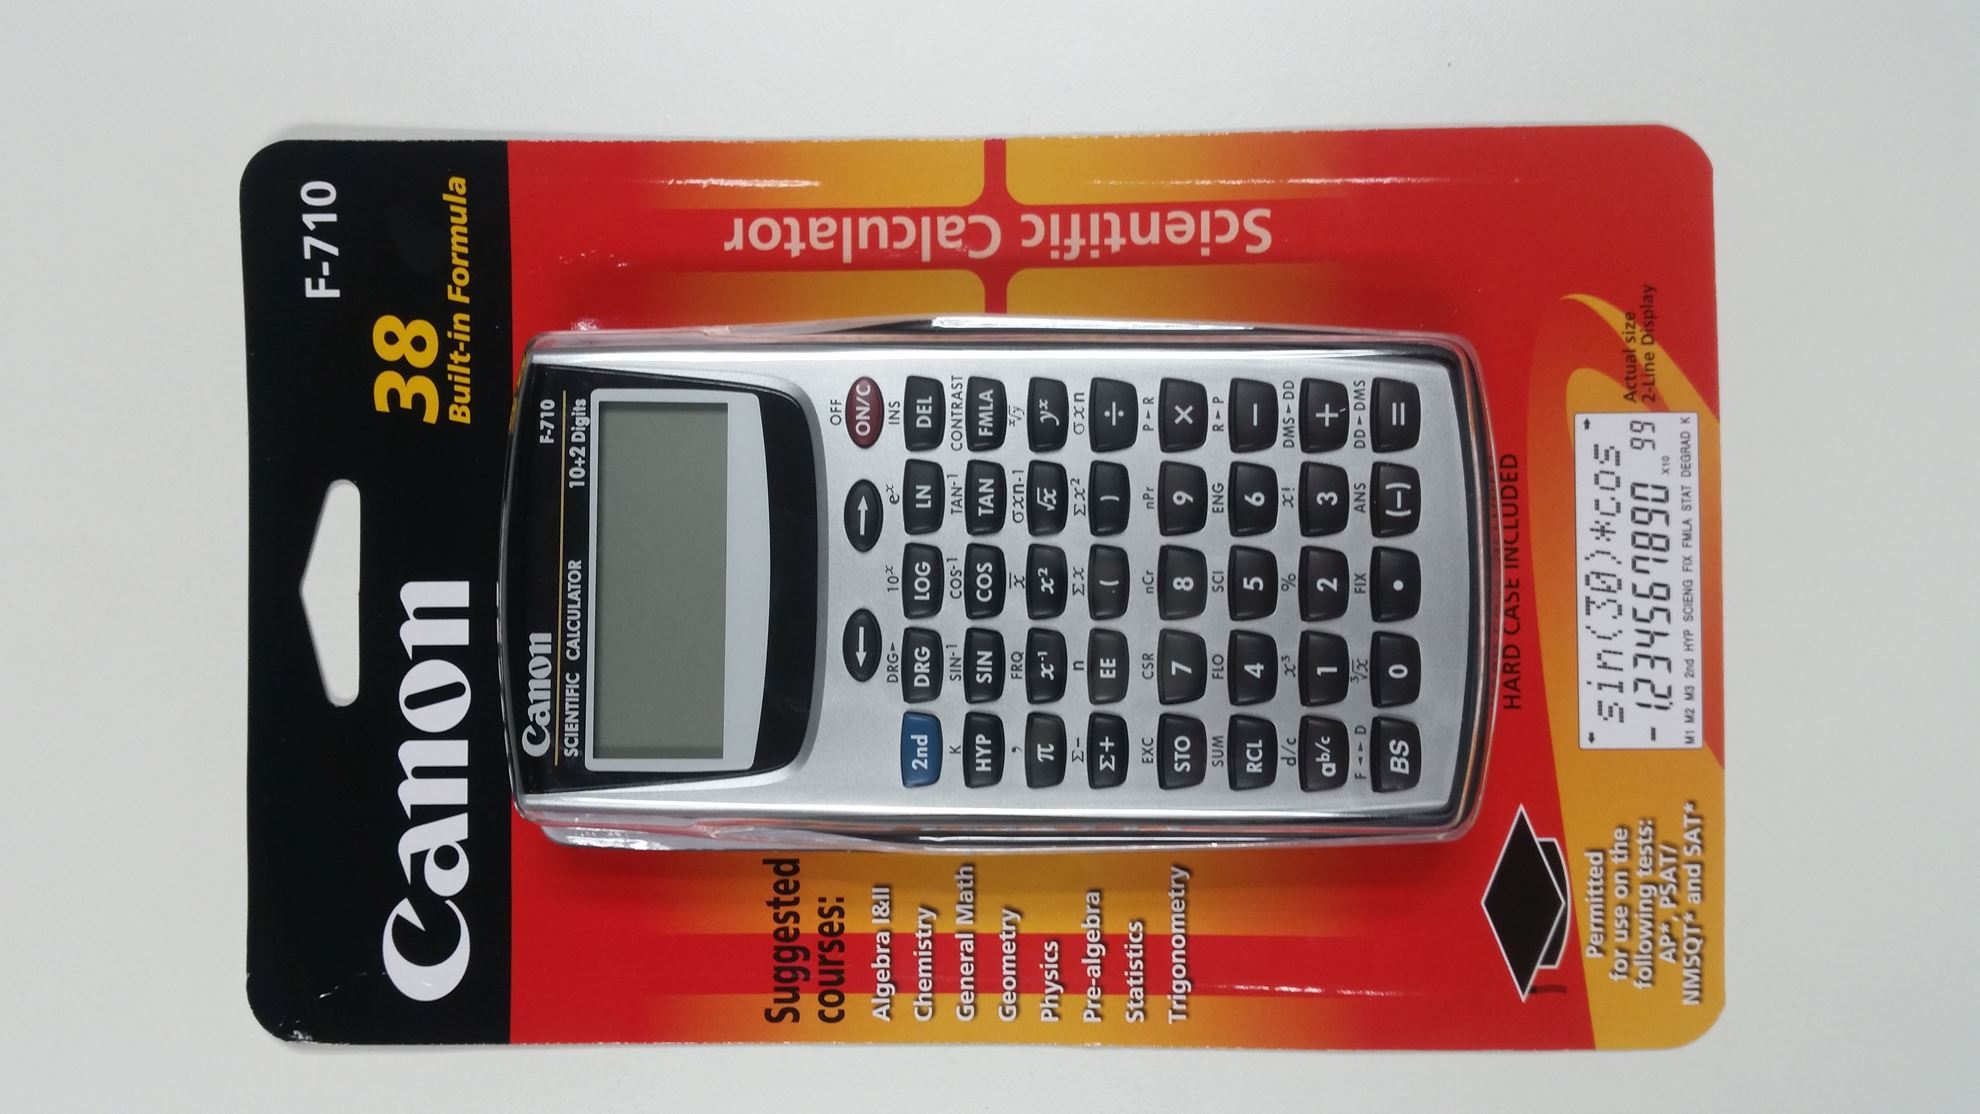 F-710
38
Built-in Formula
Canon
Scientific Calculator
Canon
F-710
SCIENTIFIC CALCULATOR
10+2 Digits
OFF
← → ON/C
DRG► 10ˣ eˣ INS
2nd DRG LOG LN DEL
K SIN-1 COS-1 TAN-1 CONTRAST
HYP SIN COS TAN FMLA
, FRQ x̄ σxn-1 ˣ√y
π x⁻¹ x² √x yˣ
Σ− n Σx Σx² σxn
Σ+ EE ( ) ÷
EXC CSR nCr nPr P►R
STO 7 8 9 ×
SUM FLO SCI ENG R►P
RCL 4 5 6 −
d/c x³ % x! DMS►DD
ab/c 1 2 3 +
F◄►D ³√x FIX ANS DD►DMS
BS 0 • (−) =
Suggested
courses:
Algebra I&II
Chemistry
General Math
Geometry
Physics
Pre-algebra
Statistics
Trigonometry
HARD CASE INCLUDED
Permitted
for use on the
following tests:
AP*, PSAT/
NMSQT* and SAT*
sin(30)*cos
-1,234567890 x10 99
M1 M2 M3 2nd HYP SCIENG FIX FMLA STAT DEGRAD K
Actual size
2-Line Display